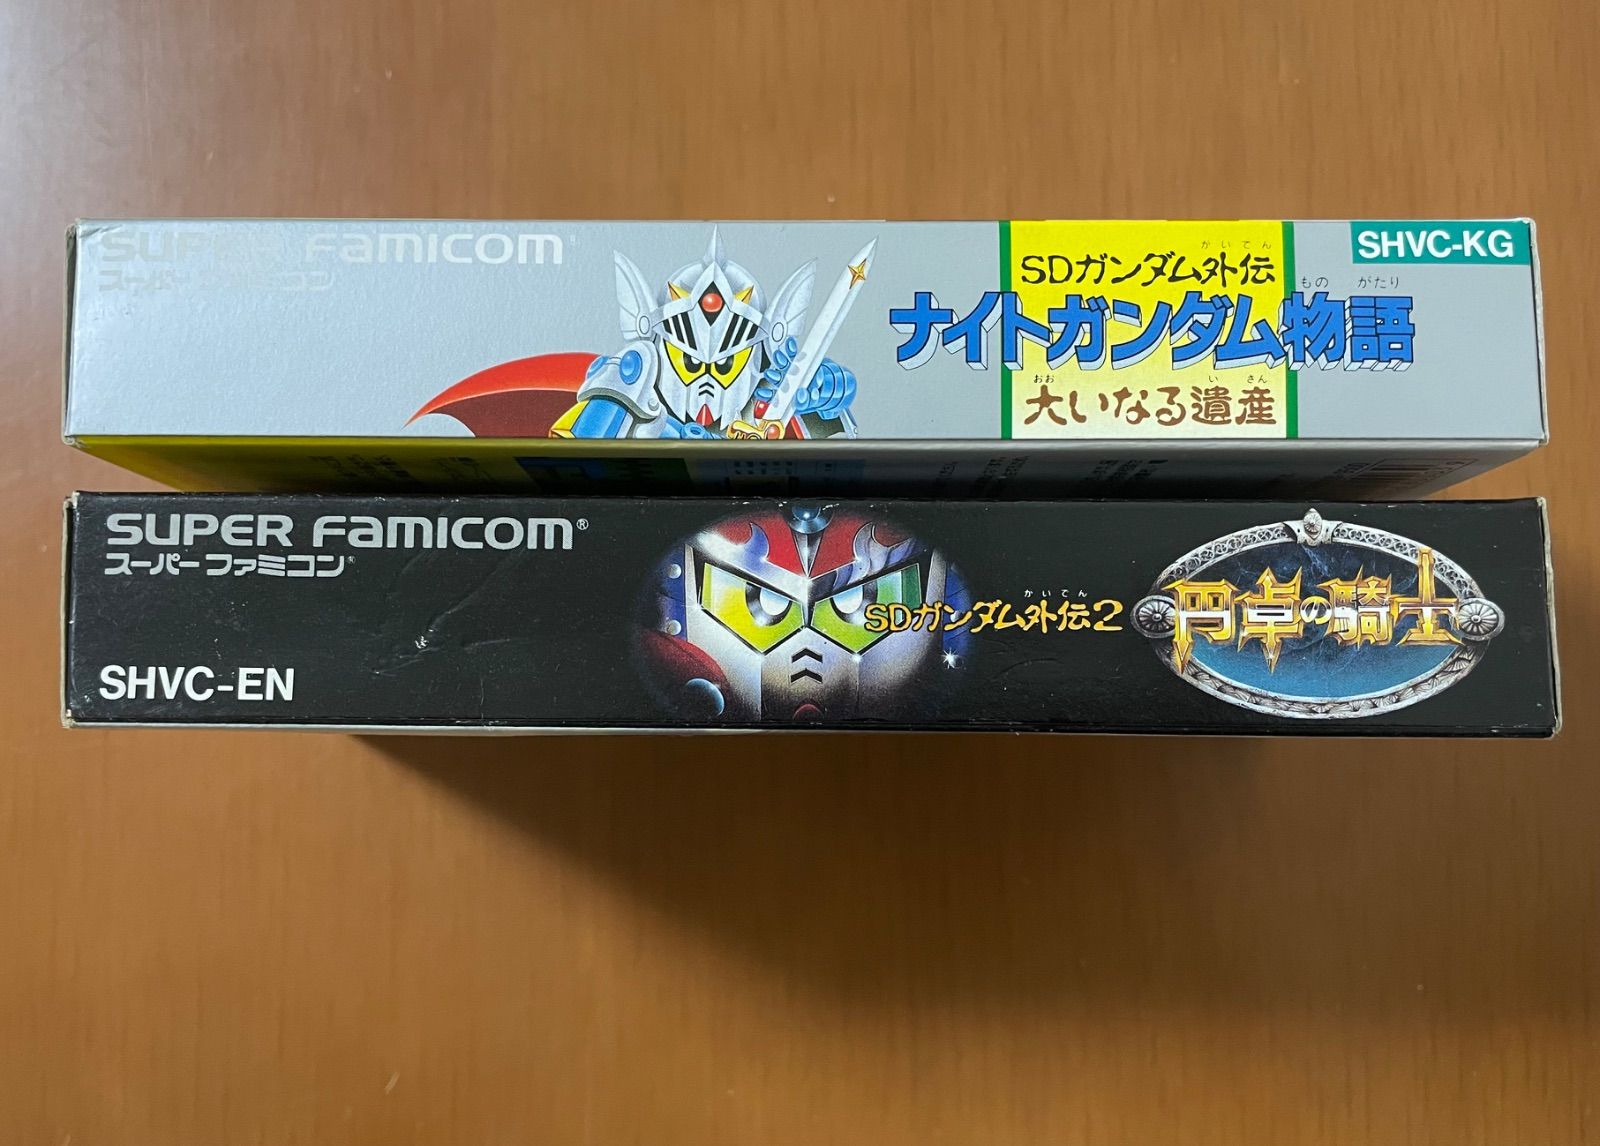 SUPER FAMICOM
スーパー ファミコン
かいでん
SDガンダム外伝
もの がたり
ナイトガンダム物語
おお い さん
大いなる遺産
SHVC-KG
SUPER FAMICOM®
スーパー ファミコン®
SHVC-EN
かいでん
SDガンダム外伝2
円卓の騎士